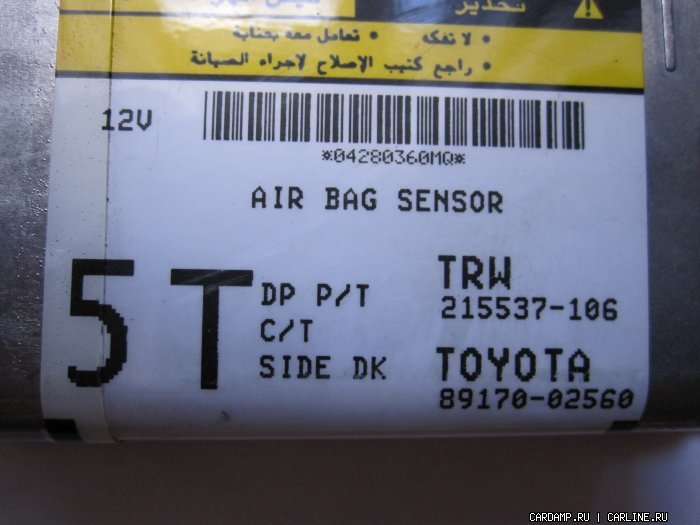 تحذير
• لا تفكه • تعامل معه بعناية
• راجع كتيب الإصلاح لاجراء الصيانة
12V
*04280360MQ*
AIR BAG SENSOR
5T
DP P/T
C/T
SIDE DK
TRW
215537-106
TOYOTA
89170-02560
CARDAMP.RU | CARLINE.RU